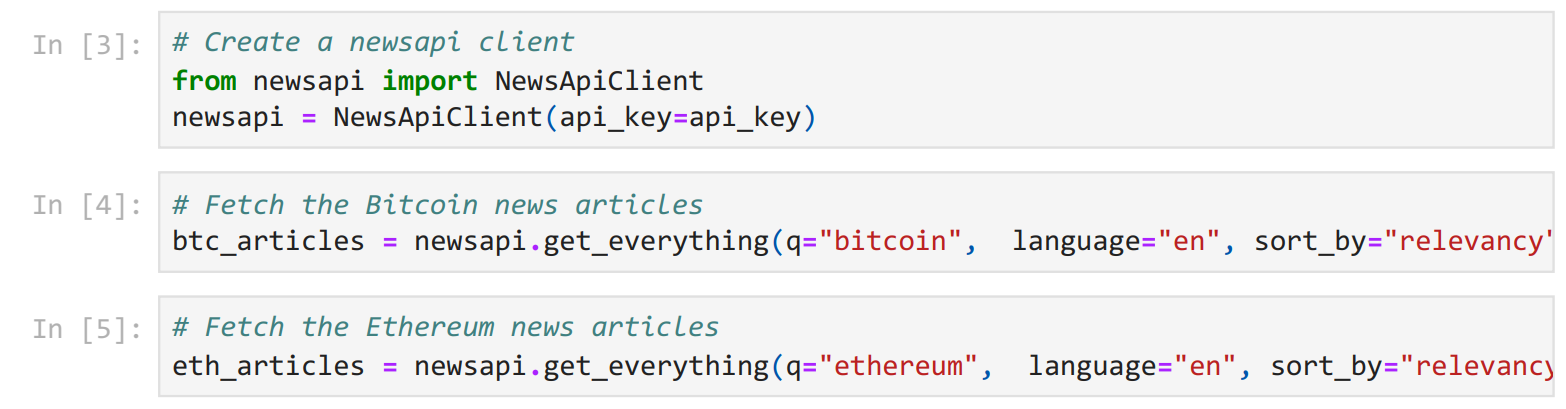 In [3]:
# Create a newsapi client
from newsapi import NewsApiClient
newsapi = NewsApiClient(api_key=api_key)
In [4]:
# Fetch the Bitcoin news articles
btc_articles = newsapi.get_everything(q="bitcoin",  language="en", sort_by="relevancy"
In [5]:
# Fetch the Ethereum news articles
eth_articles = newsapi.get_everything(q="ethereum",  language="en", sort_by="relevancy